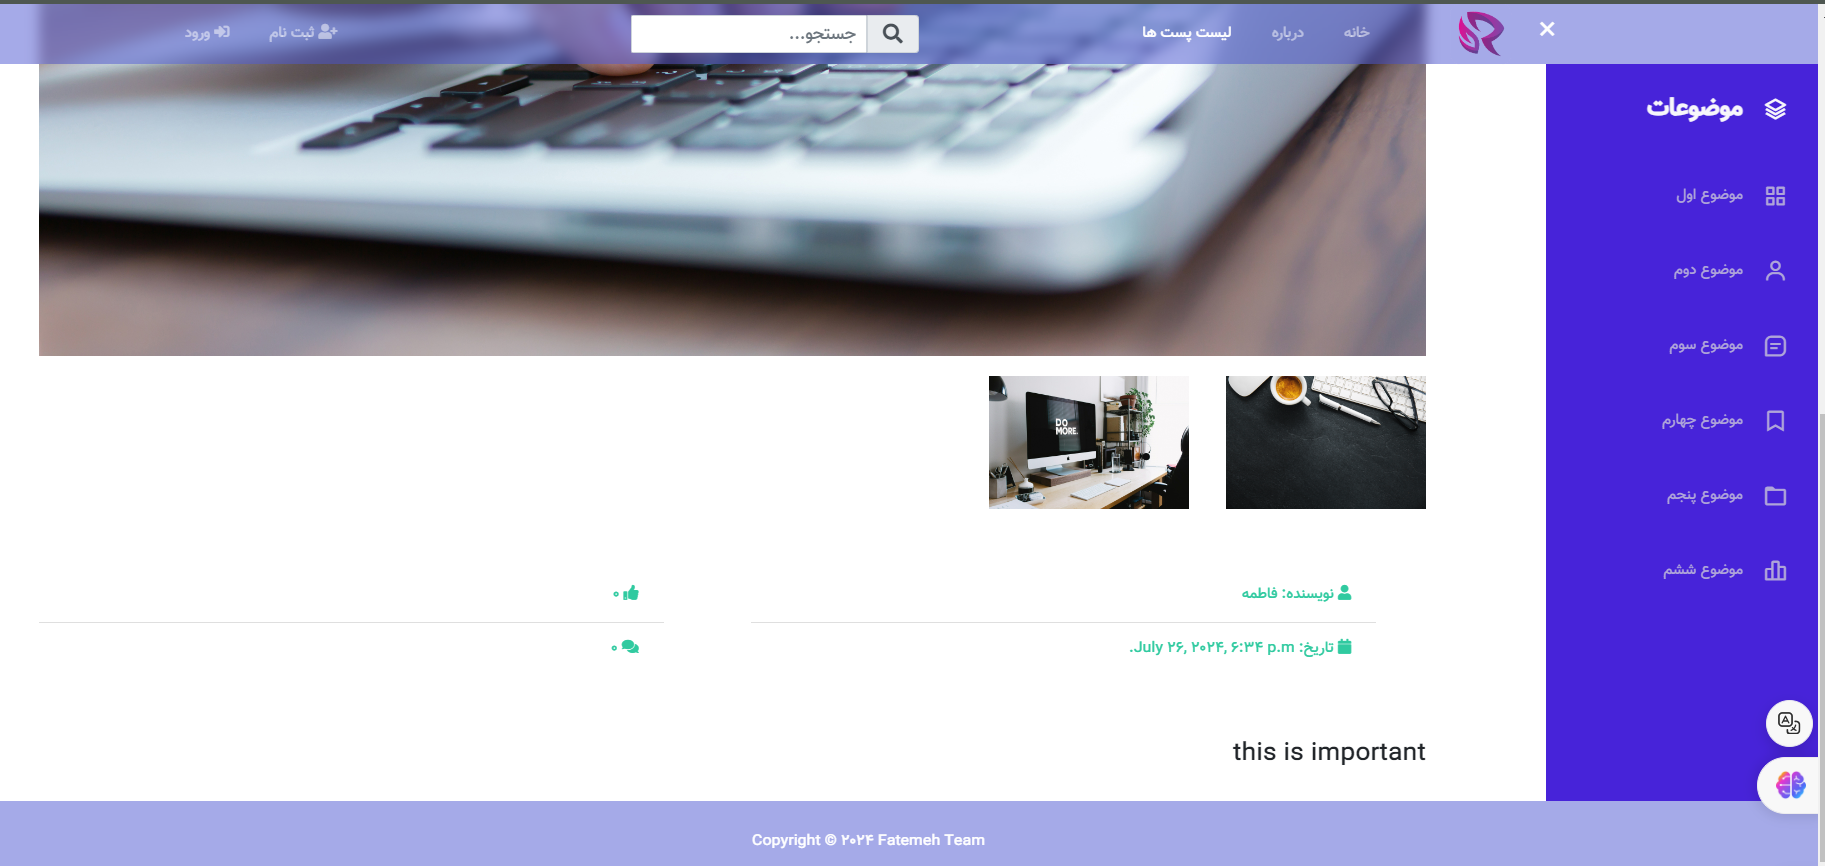 خانه
درباره
لیست پست ها
جستجو...
ثبت نام
ورود
موضوعات
موضوع اول
موضوع دوم
موضوع سوم
موضوع چهارم
موضوع پنجم
موضوع ششم
DO
MORE.
نویسنده: فاطمه
۰
تاریخ: July ۲۶, ۲۰۲۴, ۶:۳۴ p.m.
۰
this is important
Copyright © ۲۰۲۴ Fatemeh Team